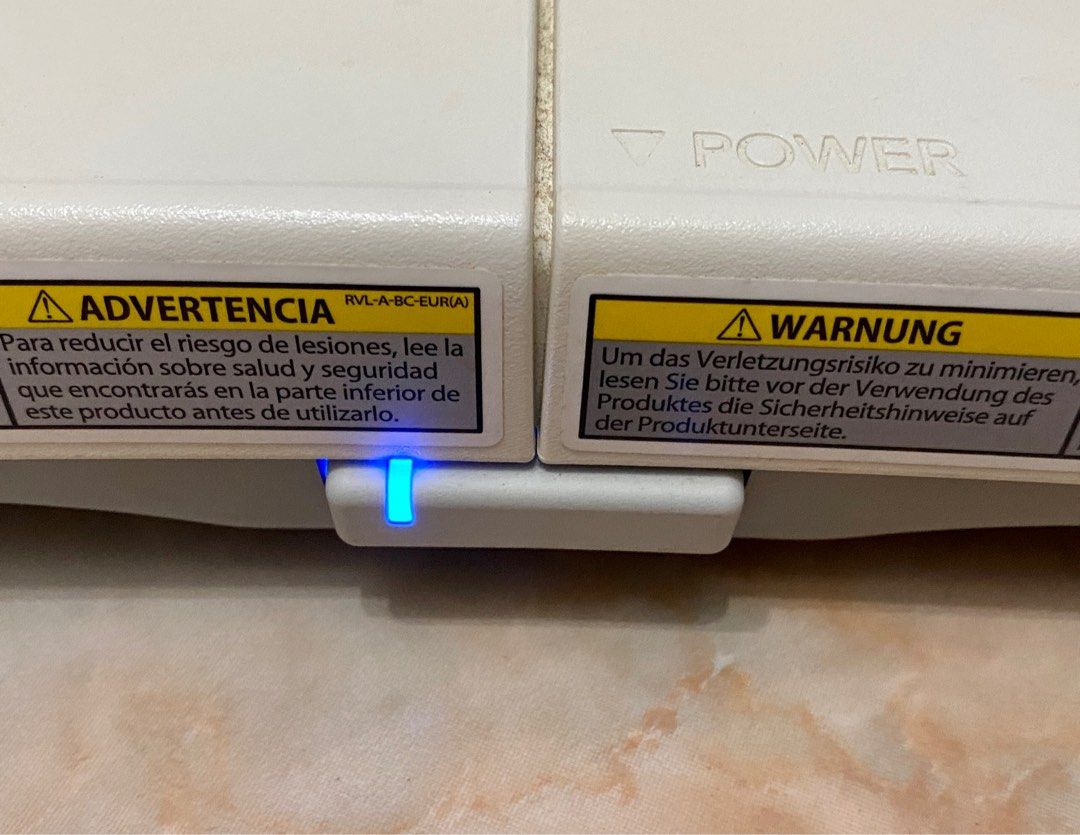 POWER
ADVERTENCIA RVL-A-BC-EUR(A)
Para reducir el riesgo de lesiones, lee la
información sobre salud y seguridad
que encontrarás en la parte inferior de
este producto antes de utilizarlo.
WARNUNG
Um das Verletzungsrisiko zu minimieren,
lesen Sie bitte vor der Verwendung des
Produktes die Sicherheitshinweise auf
der Produktunterseite.